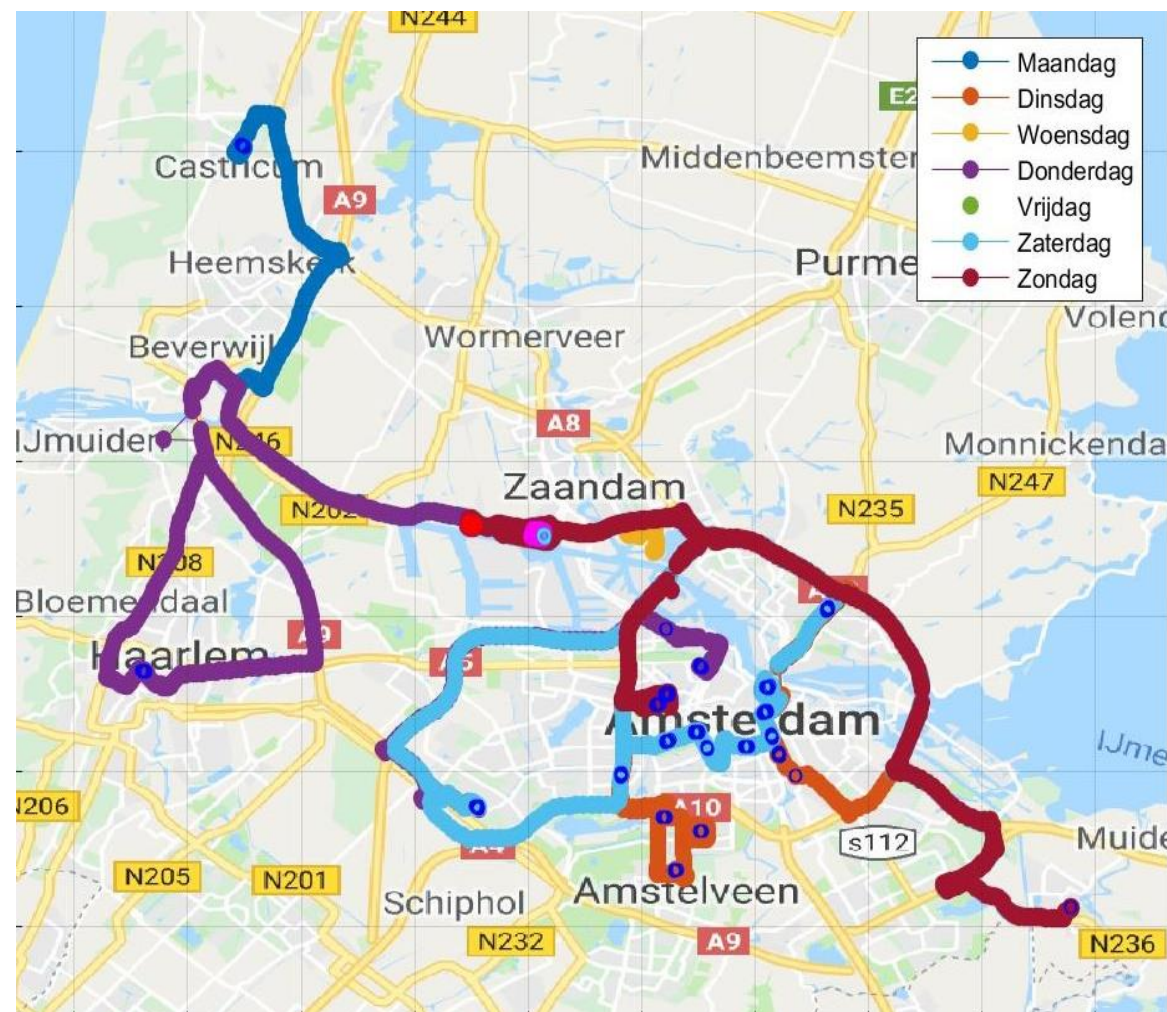 N244
Maandag
Dinsdag
Woensdag
Donderdag
Vrijdag
Zaterdag
Zondag
E2
Castricum
Middenbeemster
A9
Heemskerk
Purme
Volend
Wormerveer
Beverwijk
A8
IJmuiden
N246
Monnickenda
Zaandam
N247
N202
N235
N208
Bloemendaal
A9
Haarlem
A5
Amsterdam
IJme
N206
A10
s112
Muide
A4
N205
N201
Amstelveen
Schiphol
N232
A9
N236